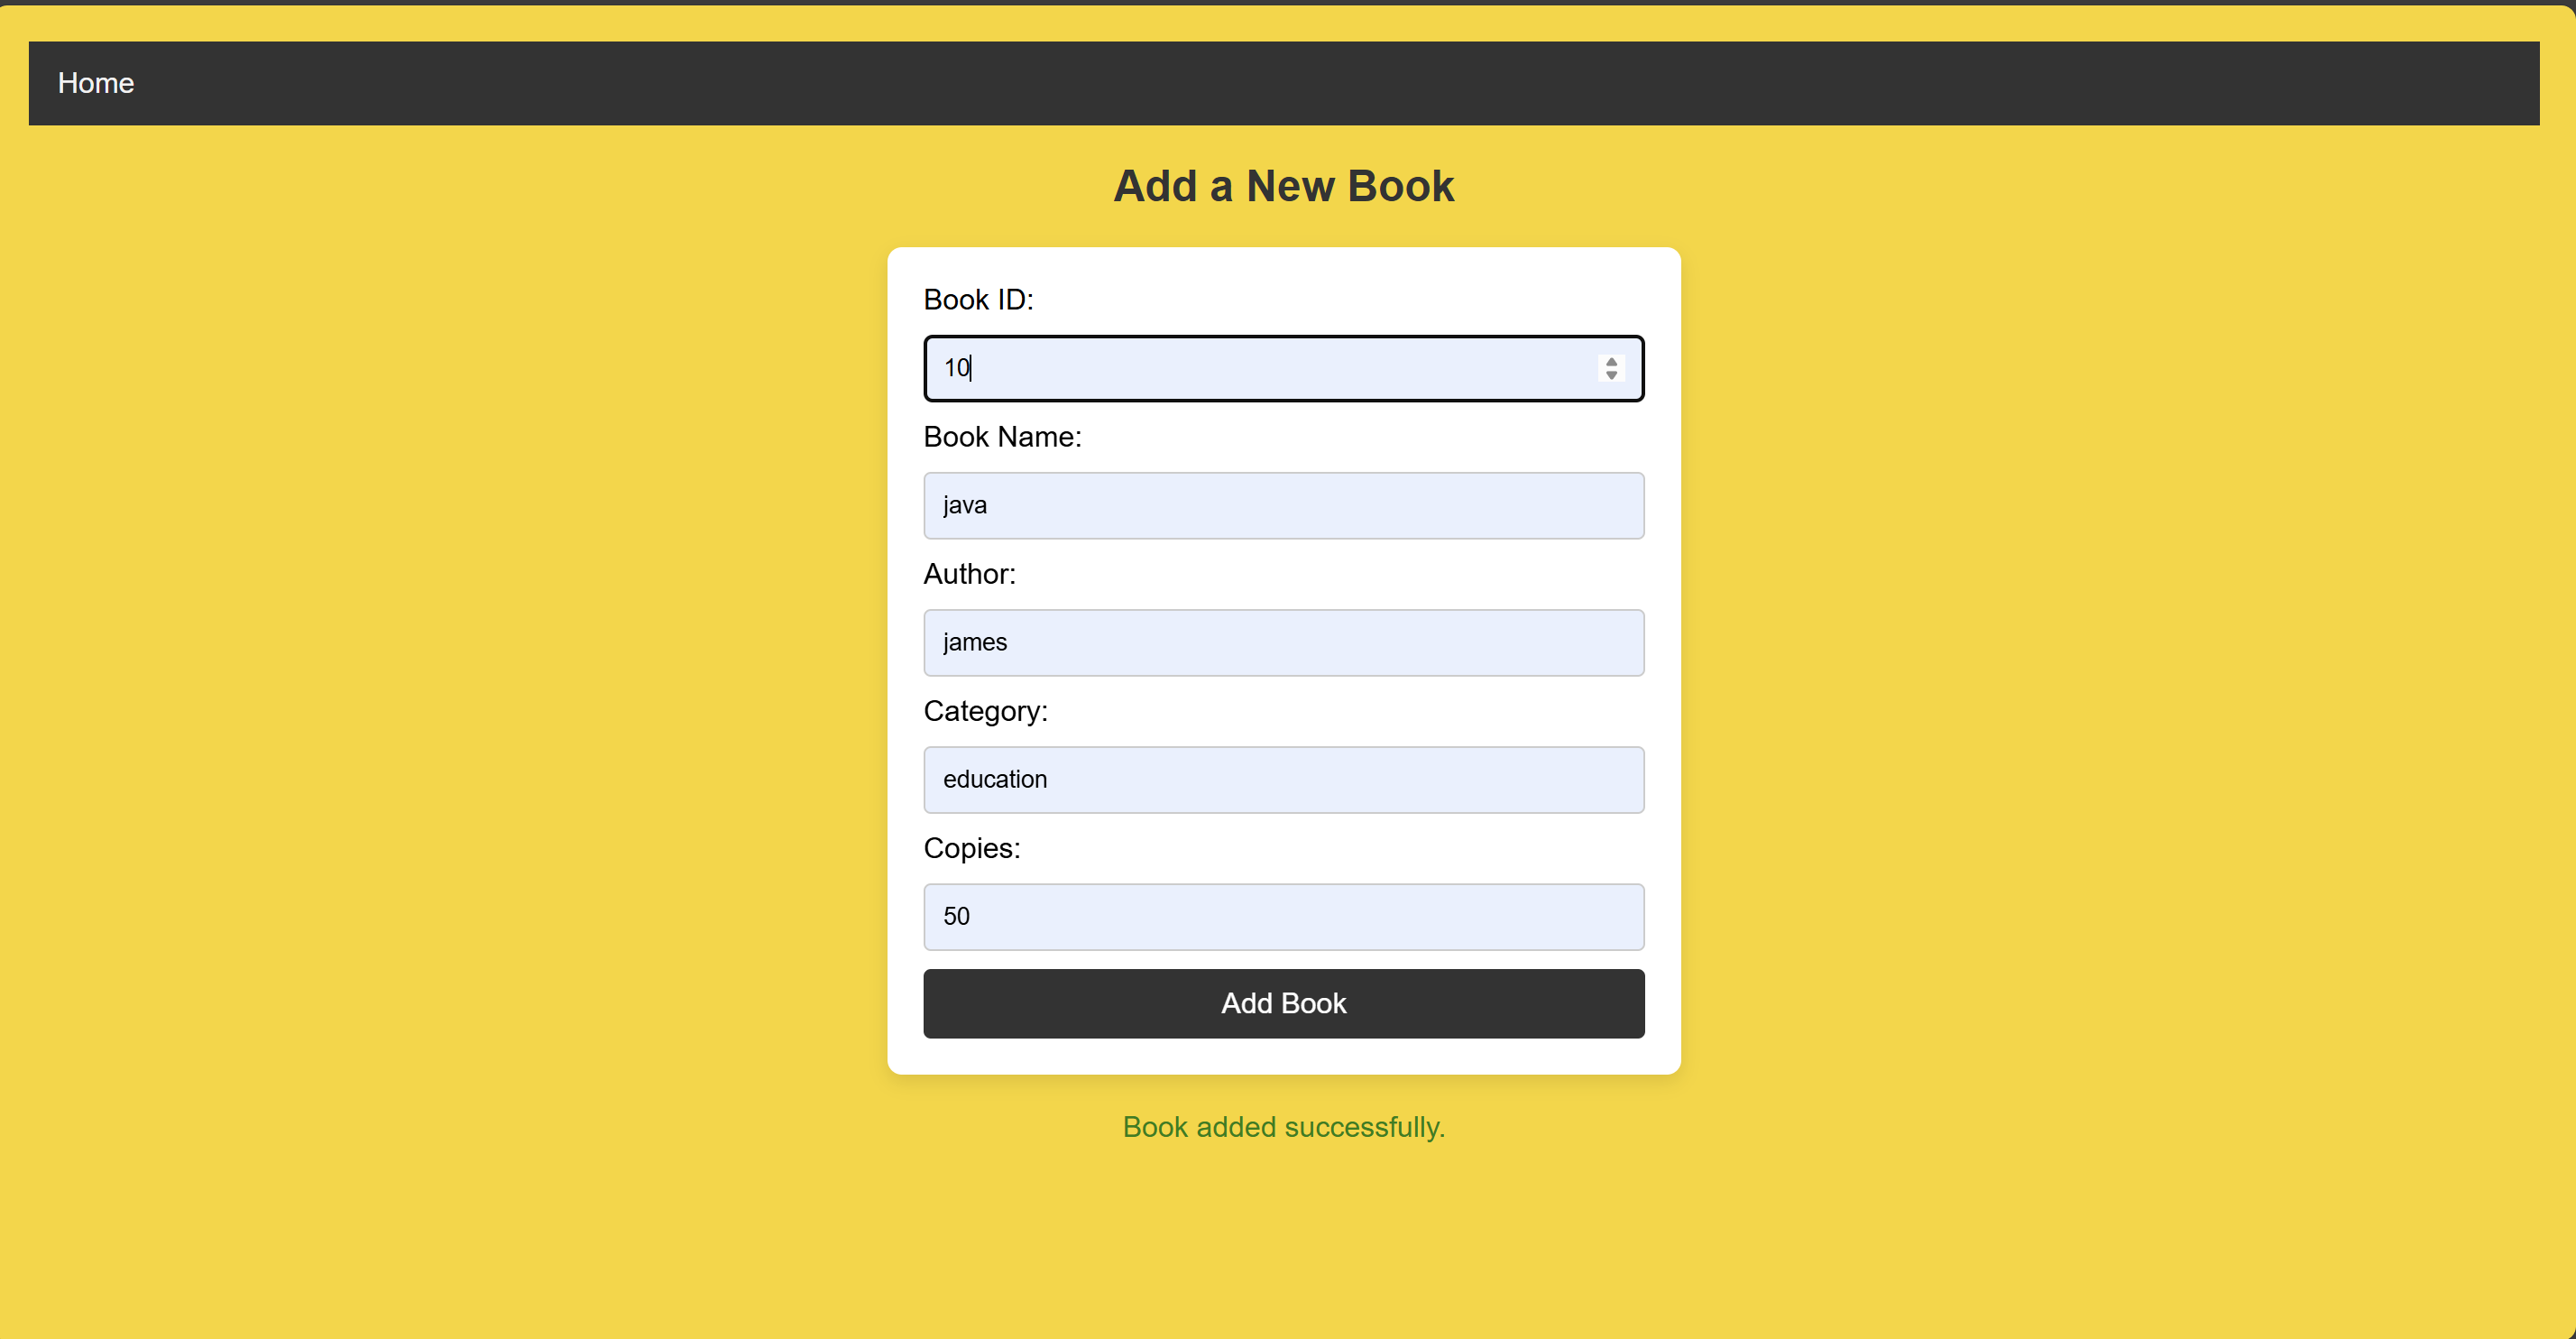 Home
Add a New Book
Book ID:
10
Book Name:
java
Author:
james
Category:
education
Copies:
50
Add Book
Book added successfully.